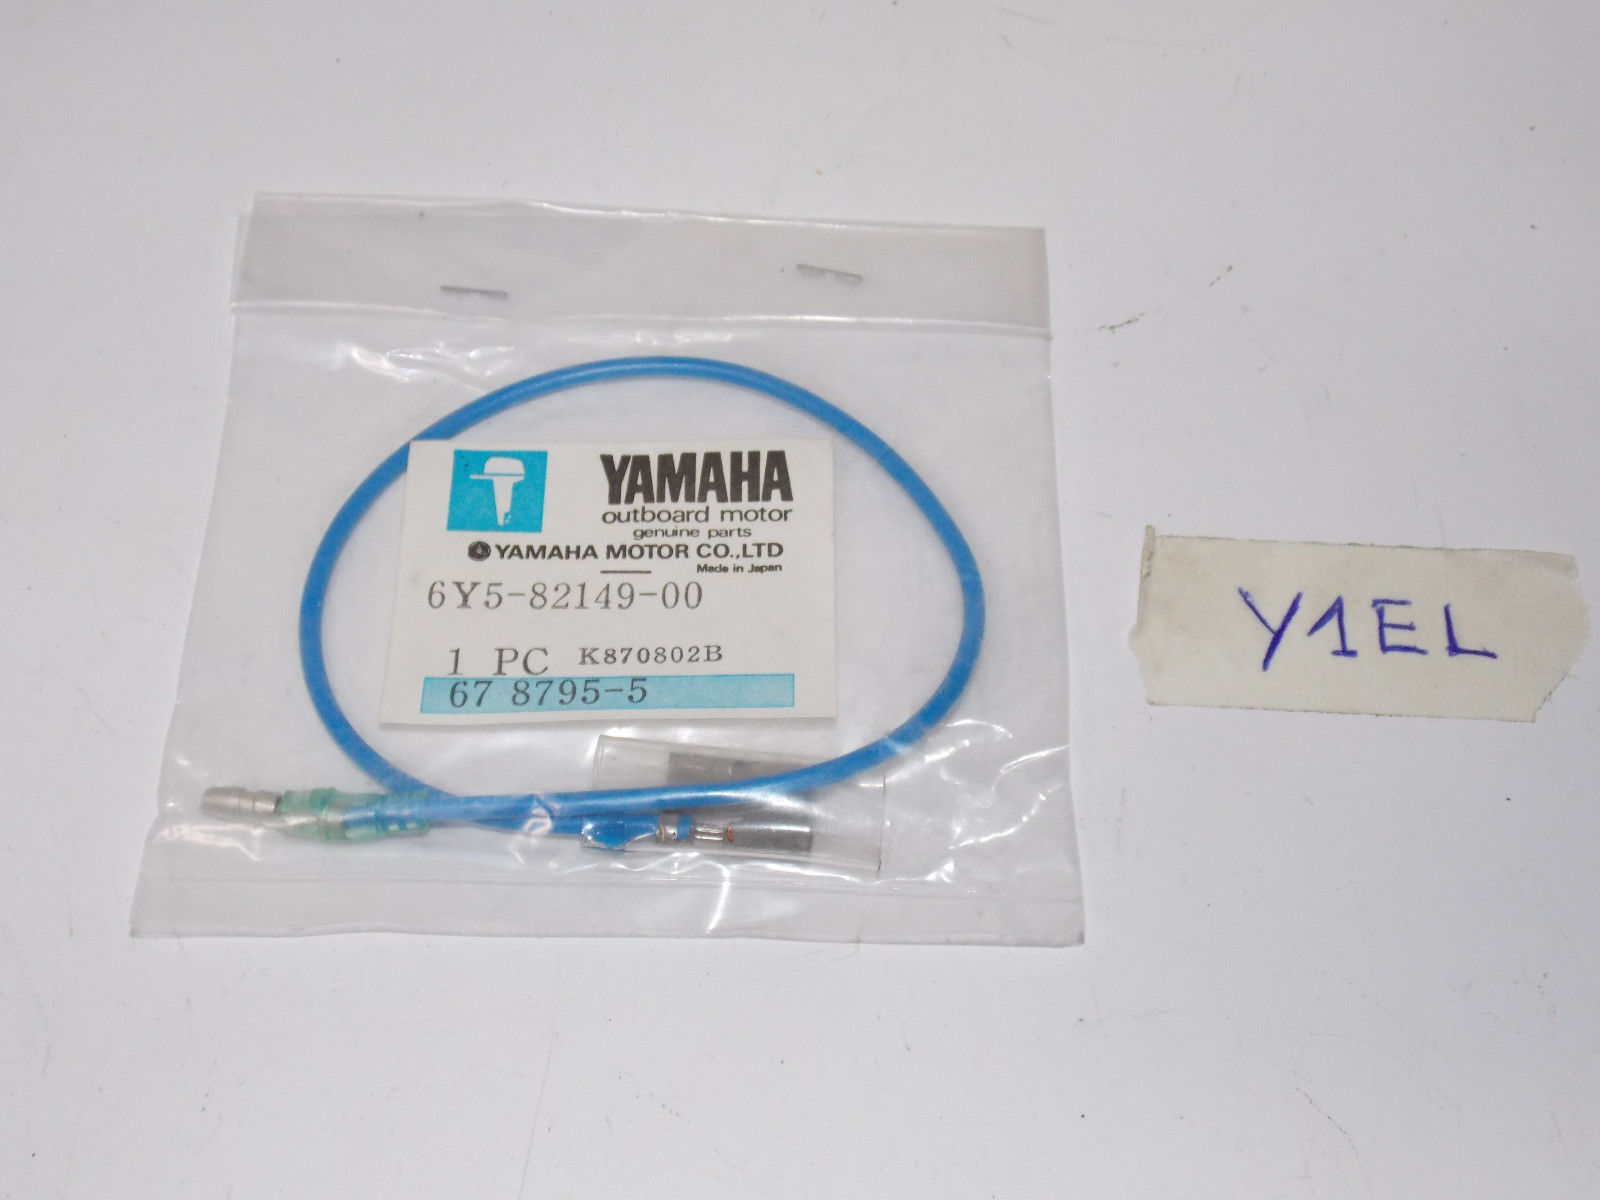 YAMAHA
outboard motor
genuine parts
YAMAHA MOTOR CO.,LTD
Made in Japan
6Y5-82149-00
1 PC K870802B
67 8795-5
Y1EL